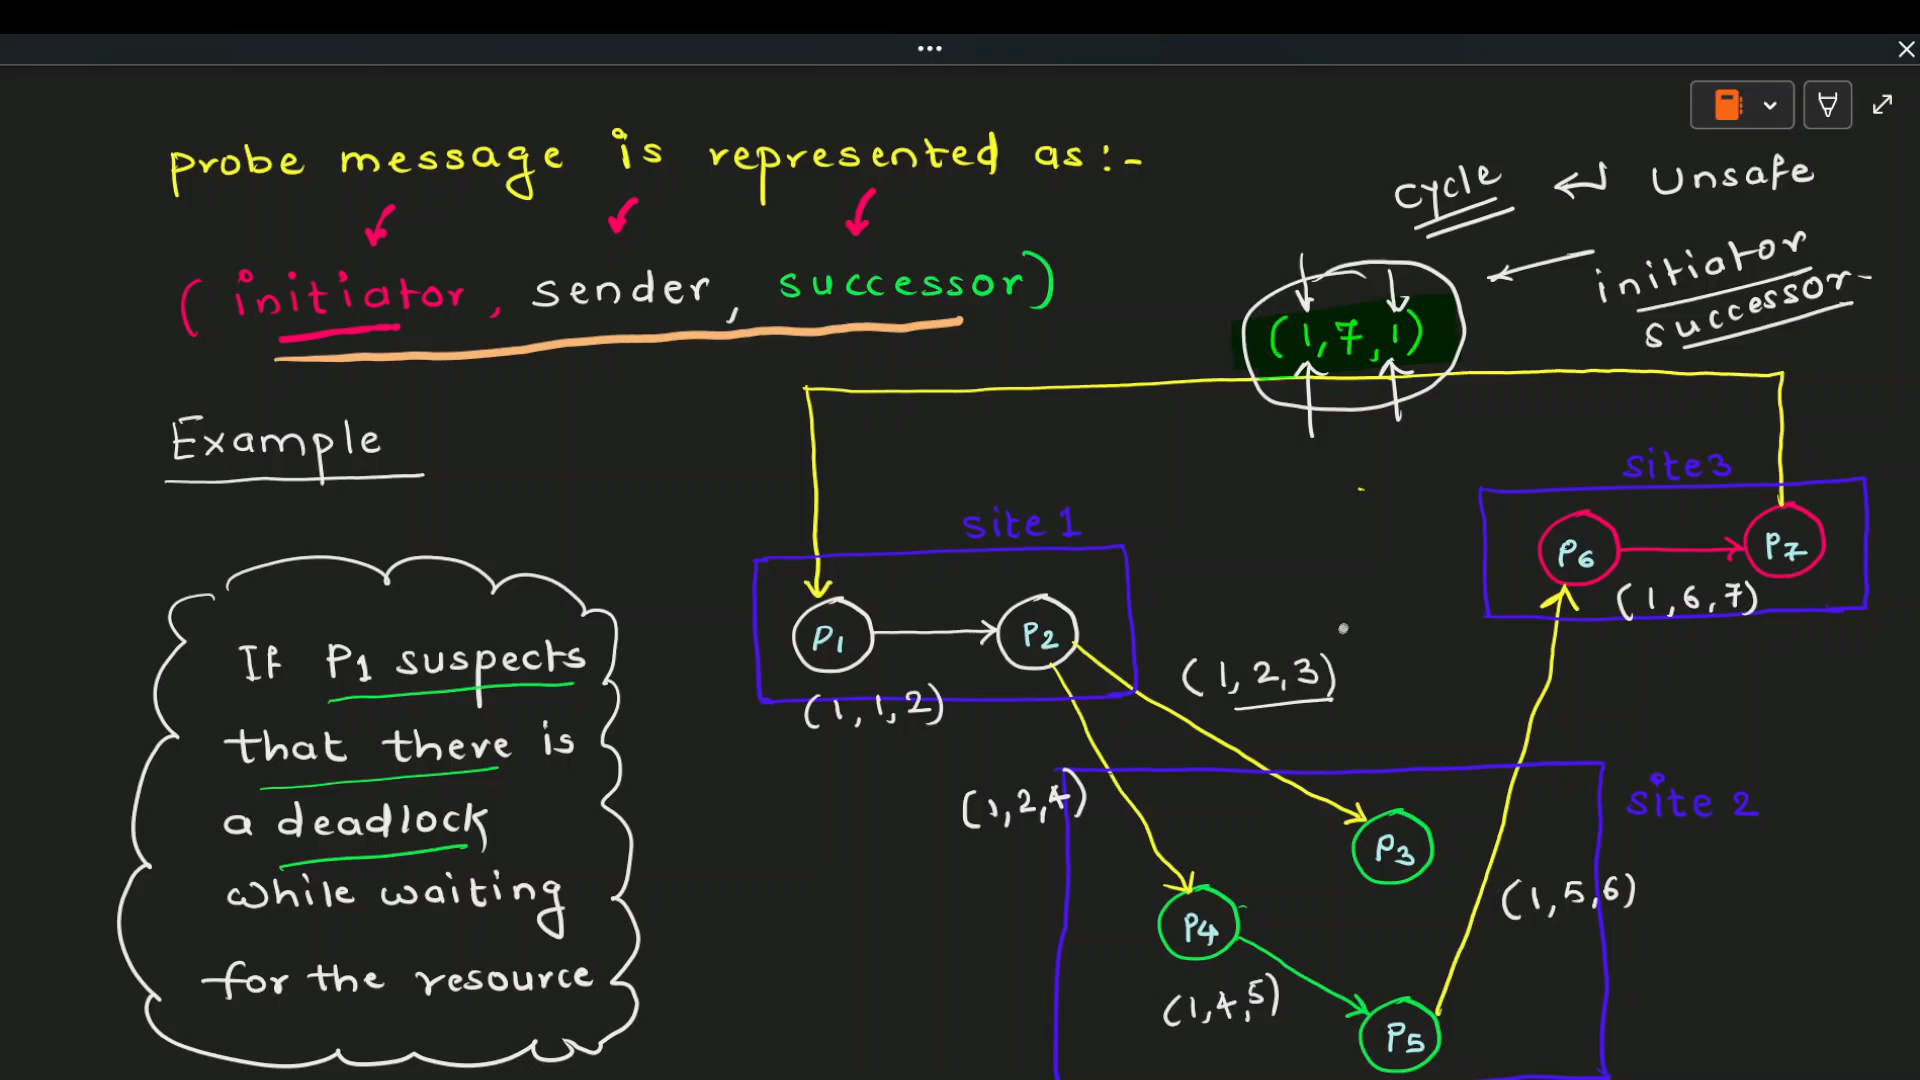 probe message is represented as:-
(initiator, sender, successor)
cycle ← Unsafe
initiator
successor-
(1,7,1)
Example
site 3
P6
P7
(1,6,7)
site 1
P1
P2
(1,1,2)
(1,2,3)
If P1 suspects
that there is
a deadlock
while waiting
for the resource
(1,2,4)
site 2
P3
(1,5,6)
P4
(1,4,5)
P5